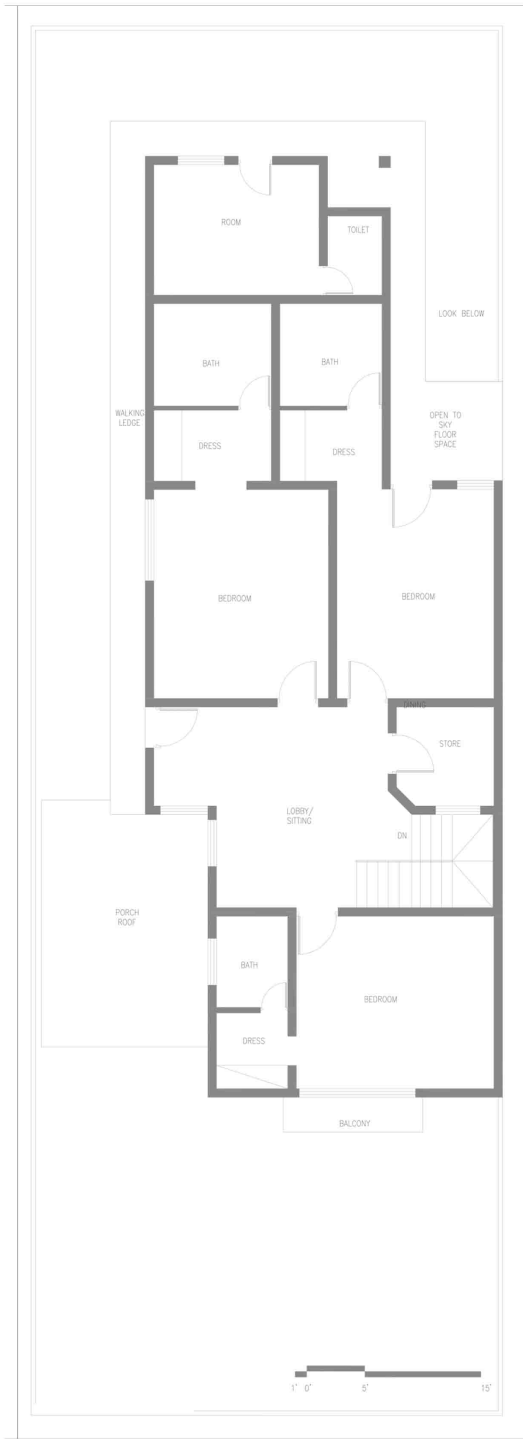 ROOM
TOILET
LOOK BELOW
BATH
BATH
WALKING
LEDGE
OPEN TO
SKY
FLOOR
SPACE
DRESS
DRESS
BEDROOM
BEDROOM
DINING
STORE
LOBBY/
SITTING
DN
PORCH
ROOF
BATH
BEDROOM
DRESS
BALCONY
1' 0' 5' 15'